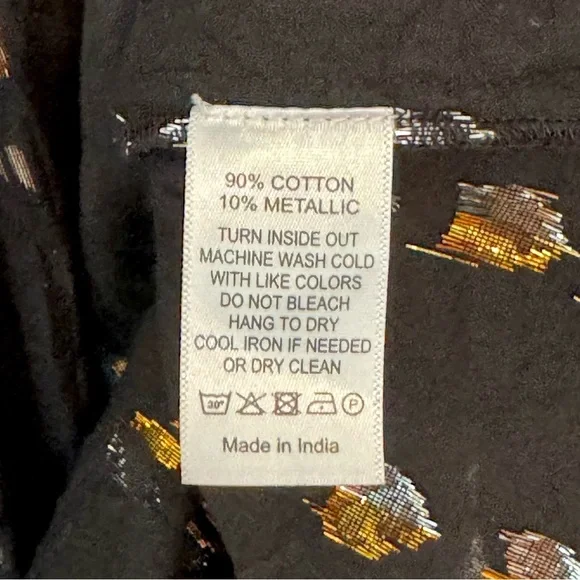 90% COTTON
10% METALLIC
TURN INSIDE OUT
MACHINE WASH COLD
WITH LIKE COLORS
DO NOT BLEACH
HANG TO DRY
COOL IRON IF NEEDED
OR DRY CLEAN
30° P
Made in India